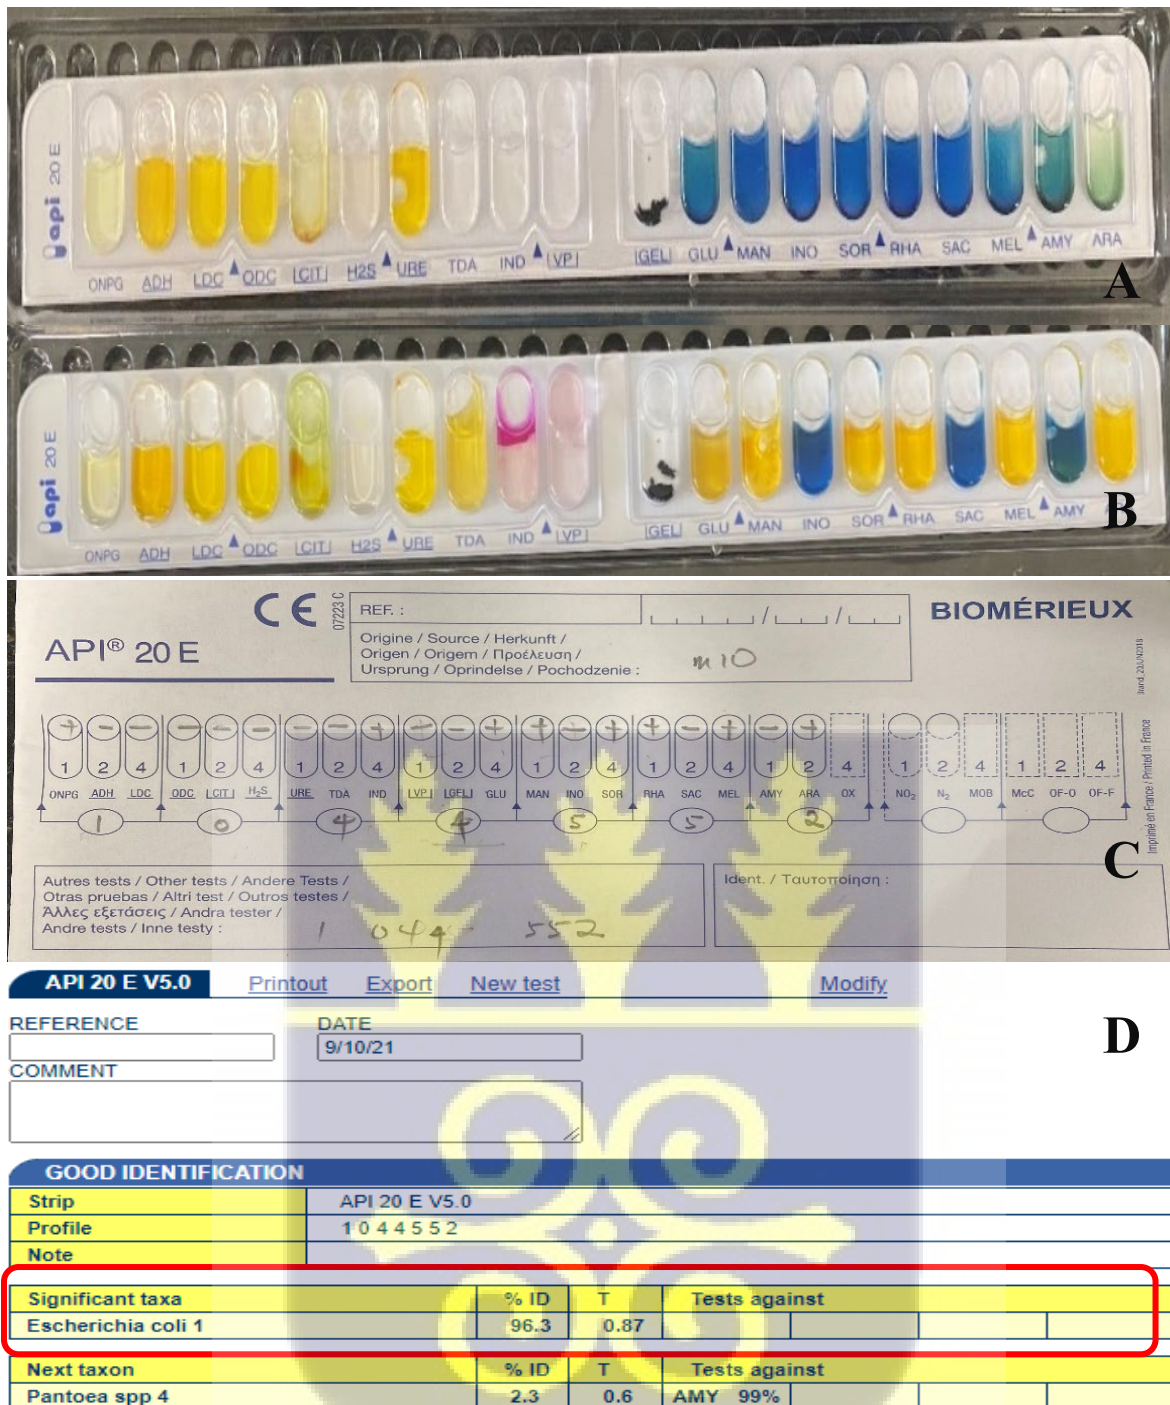 api 20 E
ONPG ADH LDC ODC |CIT| H2S URE TDA IND |VP| |GEL| GLU MAN INO SOR RHA SAC MEL AMY ARA
A
api 20 E
ONPG ADH LDC ODC |CIT| H2S URE TDA IND |VP| |GEL| GLU MAN INO SOR RHA SAC MEL AMY
B
CE 07223 C
REF. :
BIOMÉRIEUX
API® 20 E
Origine / Source / Herkunft /
Origen / Origem / Προέλευση /
Ursprung / Oprindelse / Pochodzenie : m10
+ - - - - - - - + - - + + - + + - + - +
1 2 4 1 2 4 1 2 4 1 2 4 1 2 4 1 2 4 1 2 4 1 2 4 1 2 4
ONPG ADH LDC ODC |CIT| H2S URE TDA IND |VP| |GEL| GLU MAN INO SOR RHA SAC MEL AMY ARA OX NO2 N2 MOB McC OF-O OF-F
1 0 4 4 5 5 2
Imprimé en France / Printed in France
C
Autres tests / Other tests / Andere Tests /
Otras pruebas / Altri test / Outros testes /
Άλλες εξετάσεις / Andra tester /
Andre tests / Inne testy : 1 044 552
Ident. / Ταυτοποίηση :
API 20 E V5.0 Printout Export New test Modify
REFERENCE DATE
9/10/21
COMMENT
D
GOOD IDENTIFICATION
Strip API 20 E V5.0
Profile 1 0 4 4 5 5 2
Note
Significant taxa % ID T Tests against
Escherichia coli 1 96.3 0.87
Next taxon % ID T Tests against
Pantoea spp 4 2.3 0.6 AMY 99%